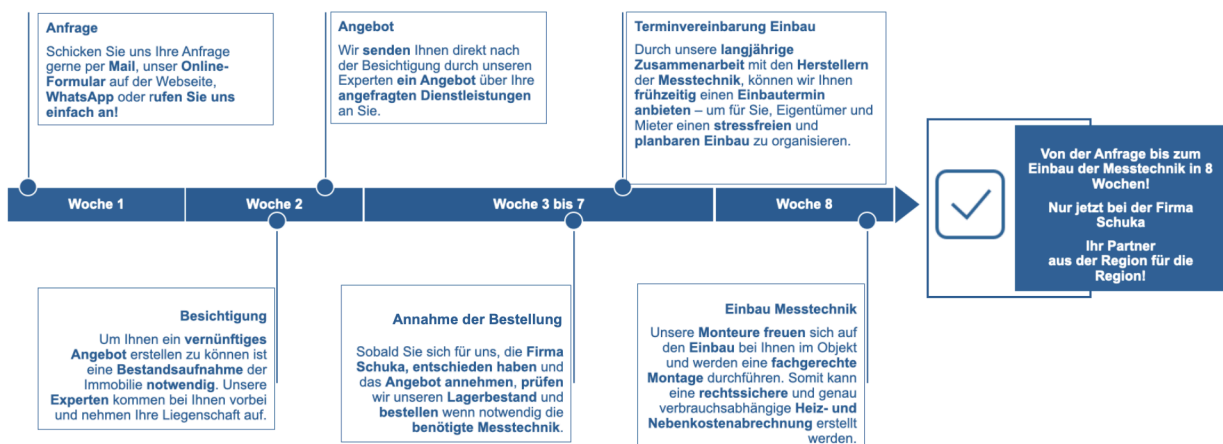 Anfrage
Schicken Sie uns Ihre Anfrage
gerne per Mail, unser Online-
Formular auf der Webseite,
WhatsApp oder rufen Sie uns
einfach an!
Angebot
Wir senden Ihnen direkt nach
der Besichtigung durch unseren
Experten ein Angebot über Ihre
angefragten Dienstleistungen
an Sie.
Terminvereinbarung Einbau
Durch unsere langjährige
Zusammenarbeit mit den Herstellern
der Messtechnik, können wir Ihnen
frühzeitig einen Einbautermin
anbieten – um für Sie, Eigentümer und
Mieter einen stressfreien und
planbaren Einbau zu organisieren.
Woche 1
Woche 2
Woche 3 bis 7
Woche 8
Von der Anfrage bis zum
Einbau der Messtechnik in 8
Wochen!
Nur jetzt bei der Firma
Schuka
Ihr Partner
aus der Region für die
Region!
Besichtigung
Um Ihnen ein vernünftiges
Angebot erstellen zu können ist
eine Bestandsaufnahme der
Immobilie notwendig. Unsere
Experten kommen bei Ihnen vorbei
und nehmen Ihre Liegenschaft auf.
Annahme der Bestellung
Sobald Sie sich für uns, die Firma
Schuka, entschieden haben und
das Angebot annehmen, prüfen
wir unseren Lagerbestand und
bestellen wenn notwendig die
benötigte Messtechnik.
Einbau Messtechnik
Unsere Monteure freuen sich auf
den Einbau bei Ihnen im Objekt
und werden eine fachgerechte
Montage durchführen. Somit kann
eine rechtssichere und genau
verbrauchsabhängige Heiz- und
Nebenkostenabrechnung erstellt
werden.